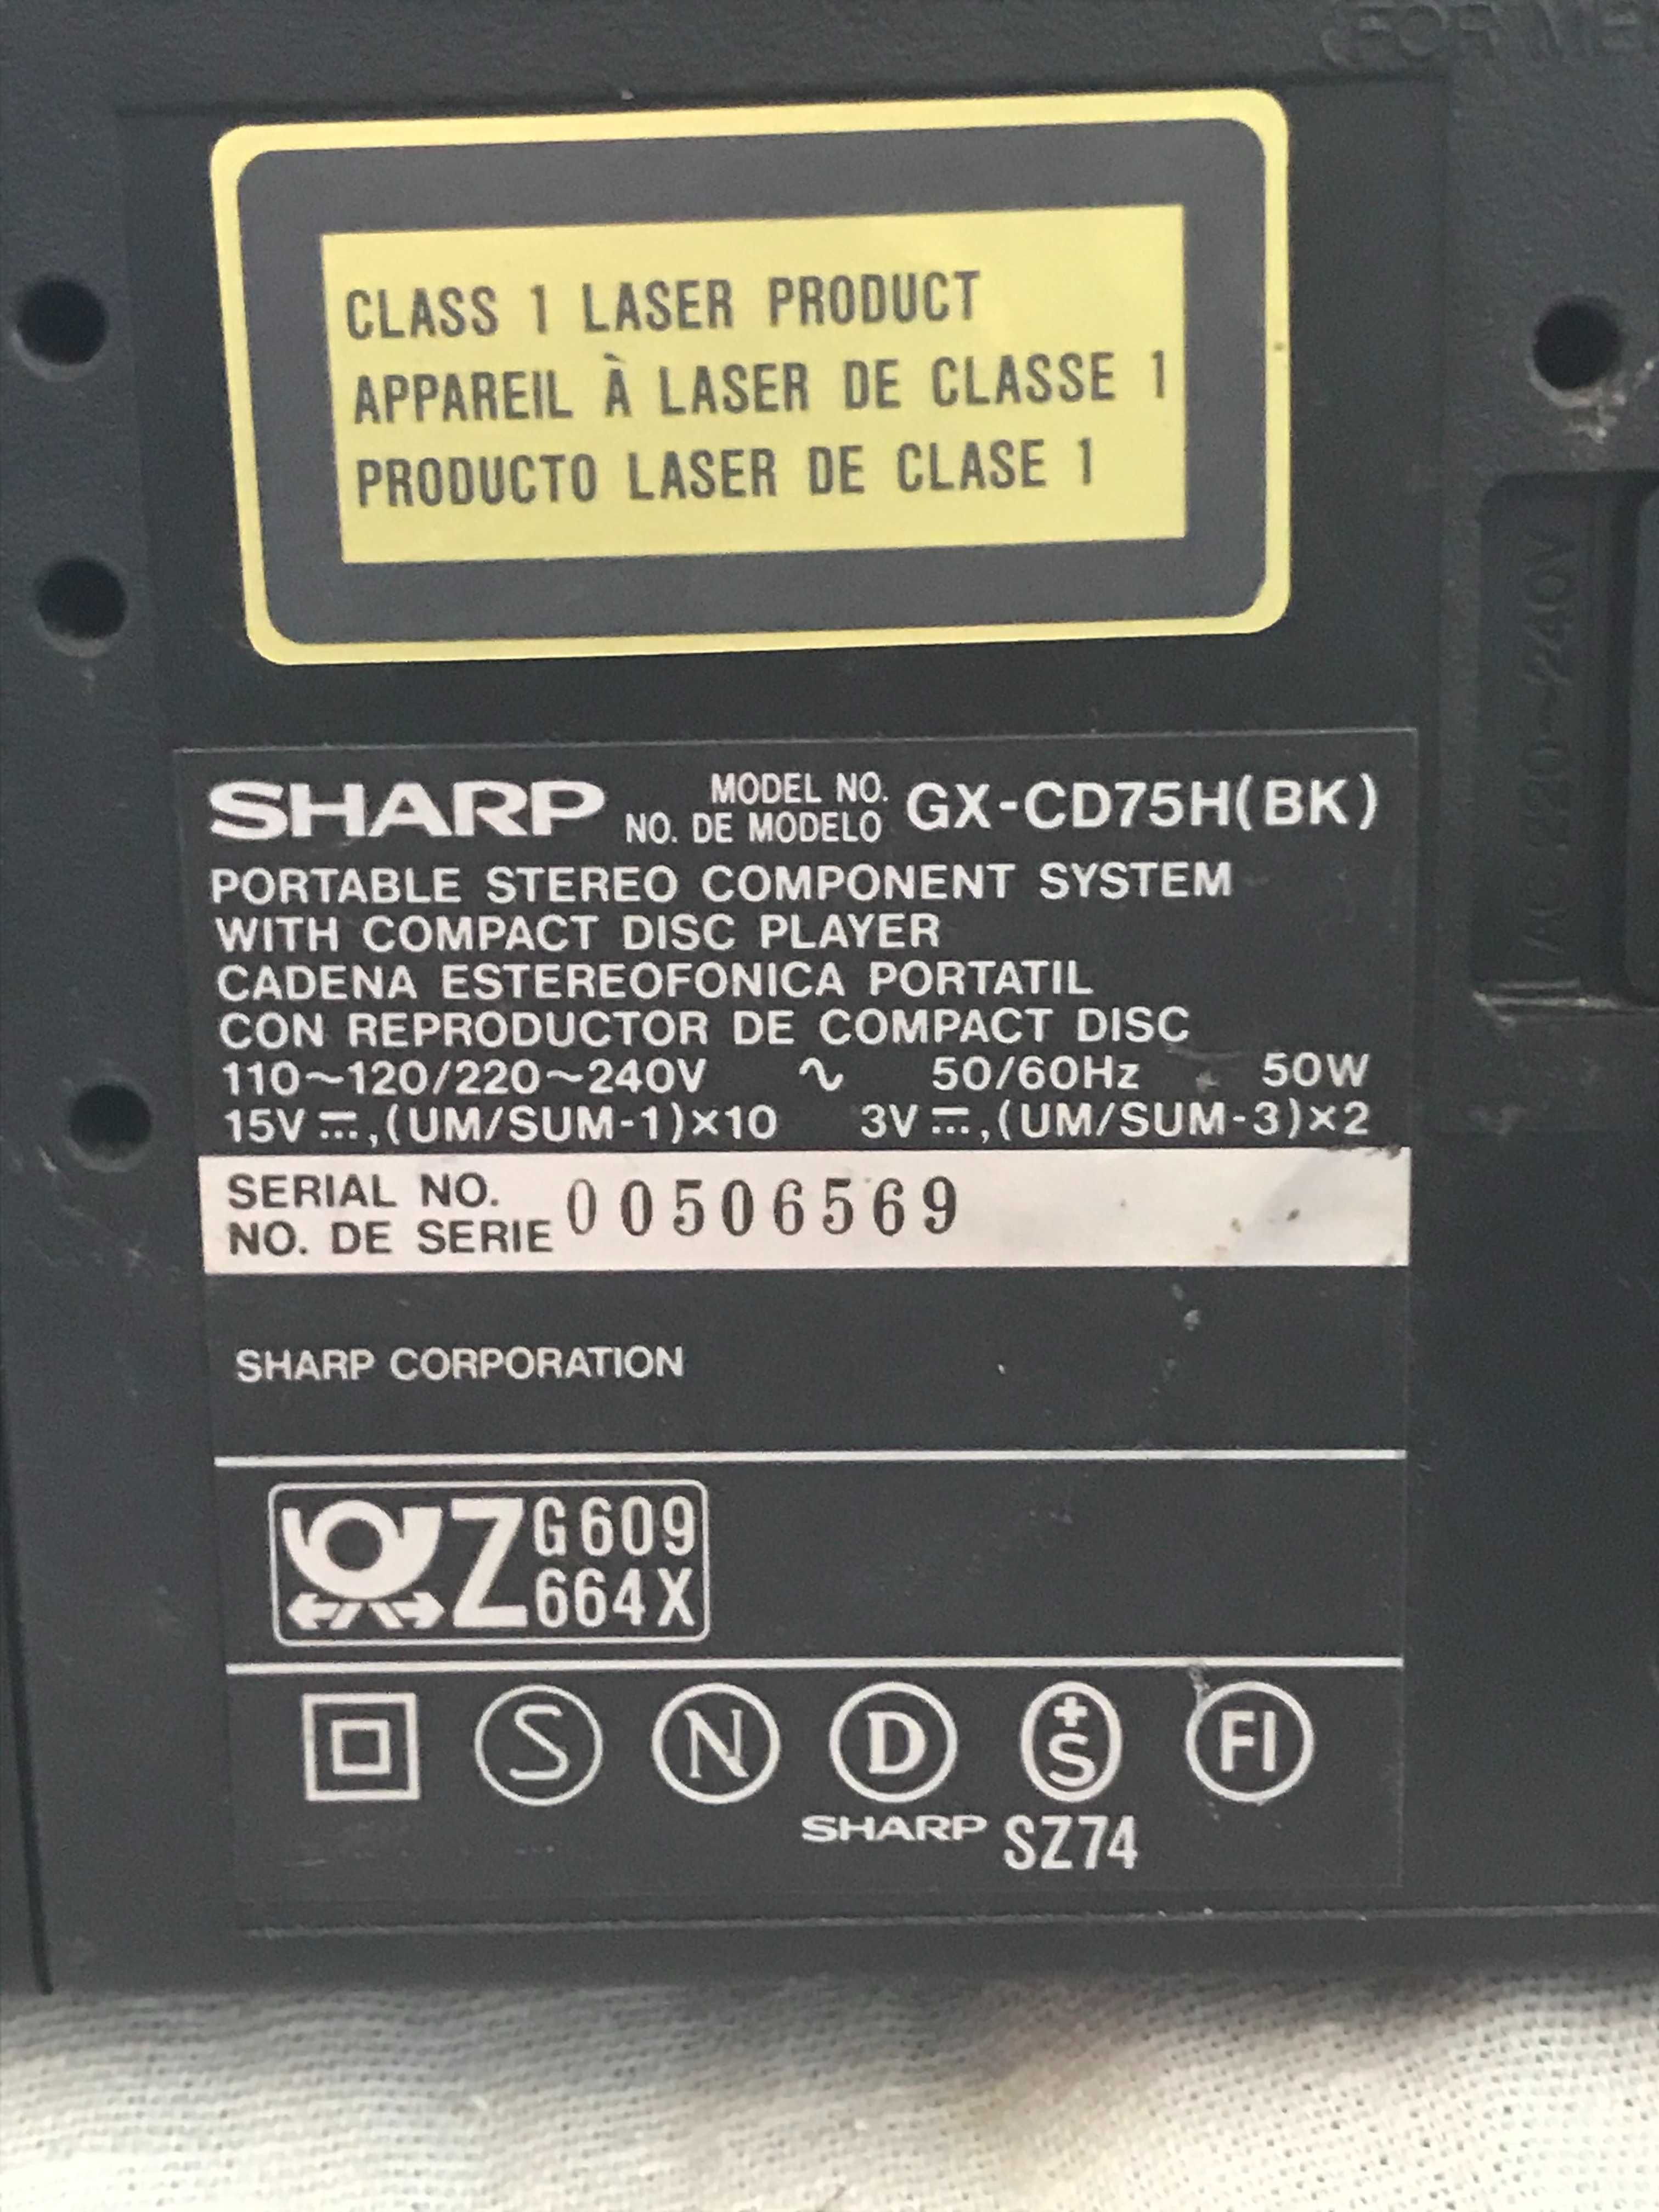 CLASS 1 LASER PRODUCT
APPAREIL À LASER DE CLASSE 1
PRODUCTO LASER DE CLASE 1
SHARP MODEL NO. GX-CD75H(BK)
NO. DE MODELO
PORTABLE STEREO COMPONENT SYSTEM
WITH COMPACT DISC PLAYER
CADENA ESTEREOFONICA PORTATIL
CON REPRODUCTOR DE COMPACT DISC
110~120/220~240V ∿ 50/60Hz 50W
15V ⎓,(UM/SUM-1)×10 3V ⎓,(UM/SUM-3)×2
SERIAL NO. 00506569
NO. DE SERIE
SHARP CORPORATION
Z G609
664X
S N D +S FI
SHARP SZ74